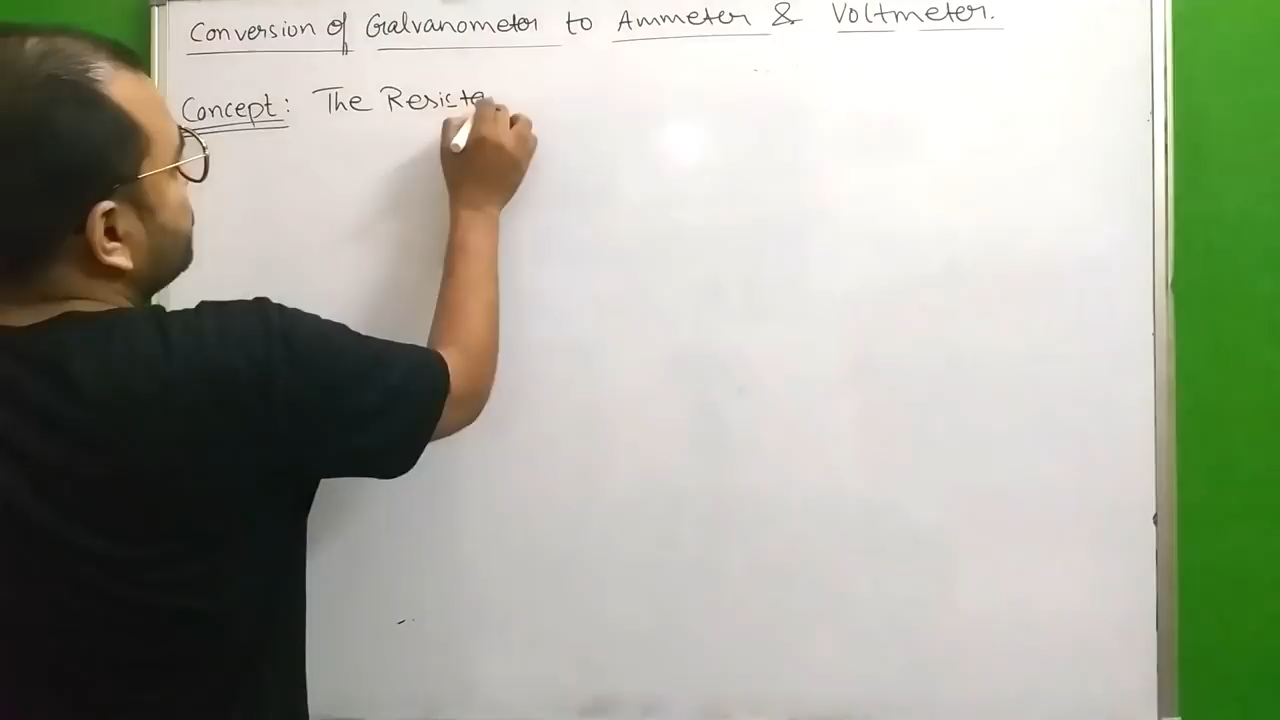 Conversion of Galvanometer to Ammeter & Voltmeter.
Concept: The Resiste